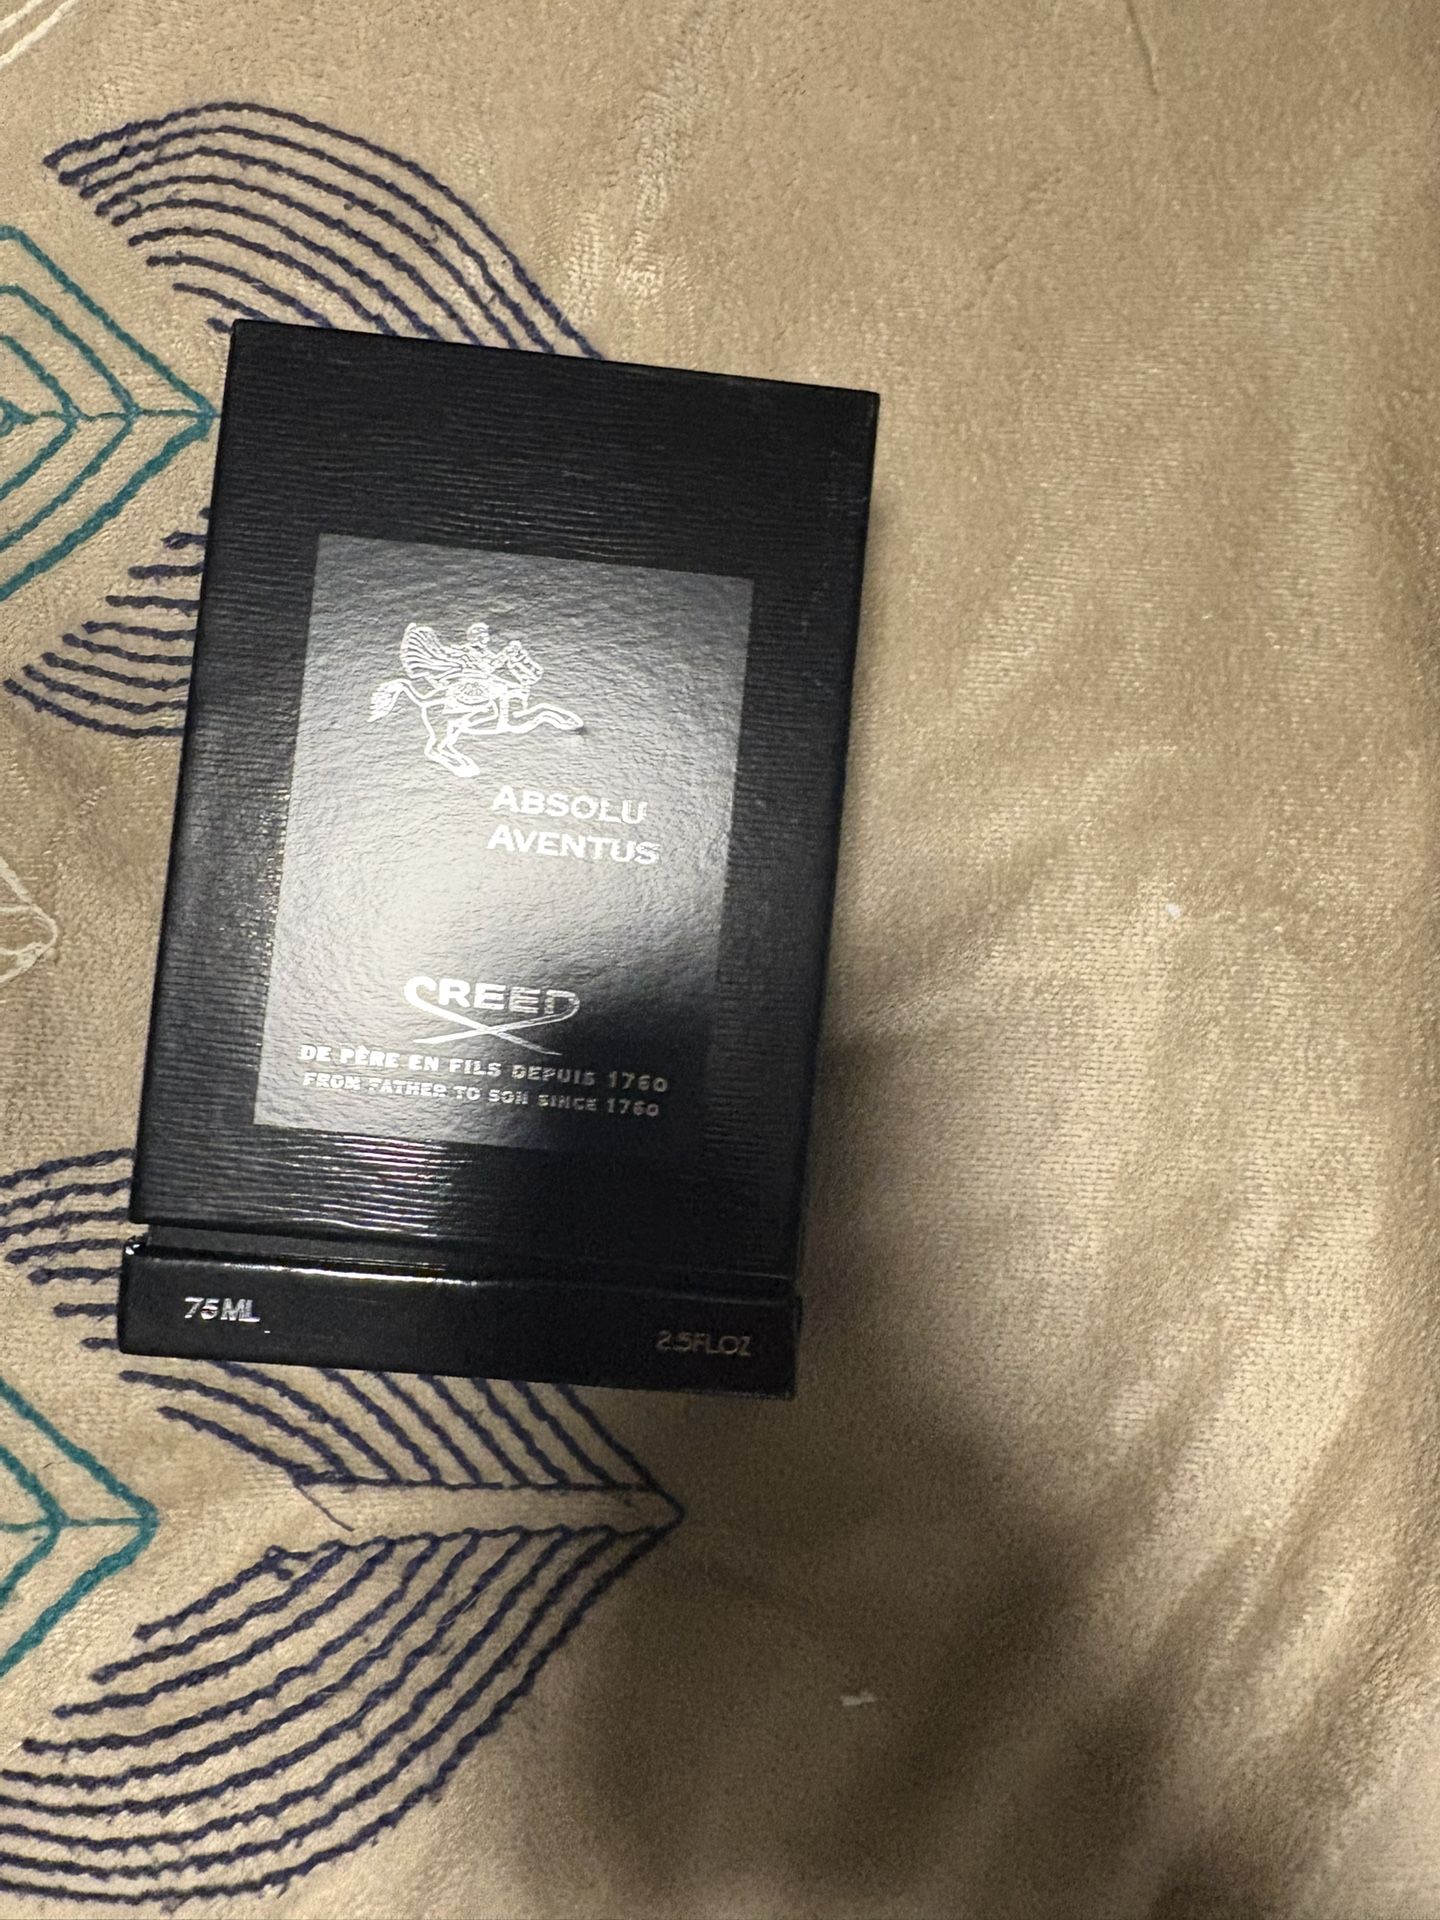 ABSOLU
AVENTUS
CREED
DE PÈRE EN FILS DEPUIS 1760
FROM FATHER TO SON SINCE 1760
75ML
2.5FLOZ